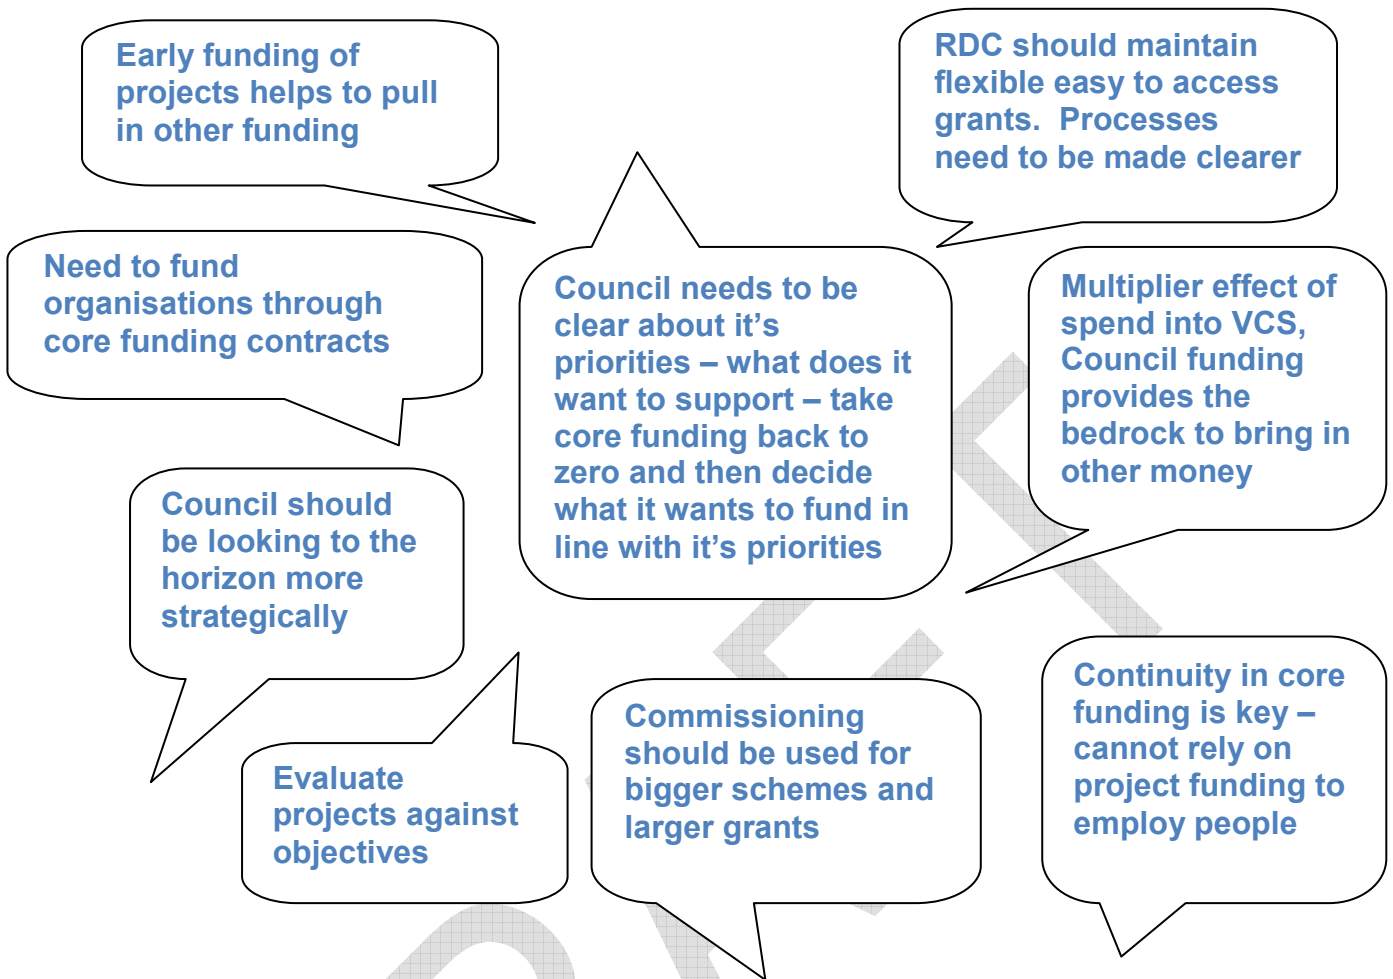 Early funding of
projects helps to pull
in other funding
RDC should maintain
flexible easy to access
grants.  Processes
need to be made clearer
Need to fund
organisations through
core funding contracts
Council needs to be
clear about it's
priorities – what does it
want to support – take
core funding back to
zero and then decide
what it wants to fund in
line with it's priorities
Multiplier effect of
spend into VCS,
Council funding
provides the
bedrock to bring in
other money
Council should
be looking to the
horizon more
strategically
Evaluate
projects against
objectives
Commissioning
should be used for
bigger schemes and
larger grants
Continuity in core
funding is key –
cannot rely on
project funding to
employ people